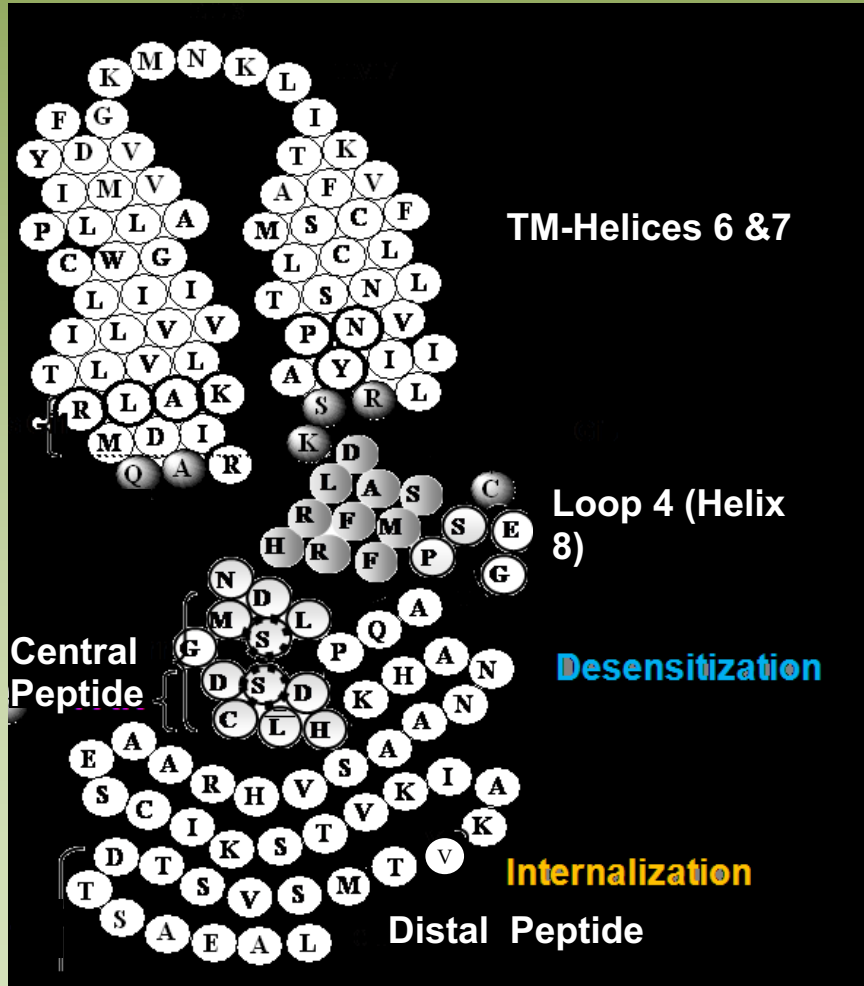 K M N K L
F G I
Y D V T K
I M V A F V
P L L A M S C F
TM-Helices 6 &7
C W G L C L
L I I T S N L
I L V V P N V
T L V L A Y I I
R L A K S R L
M D I K D
Q A R L A S C
Loop 4 (Helix
8)
R F M S E
H R F P G
N D
M S L P Q A
G
Central
Peptide
D S D K H A N
Desensitization
C L H
E A A R H V S A A N
S C I K S T V K I A
K
D T S V S M T V
Internalization
T S A E A L
Distal Peptide